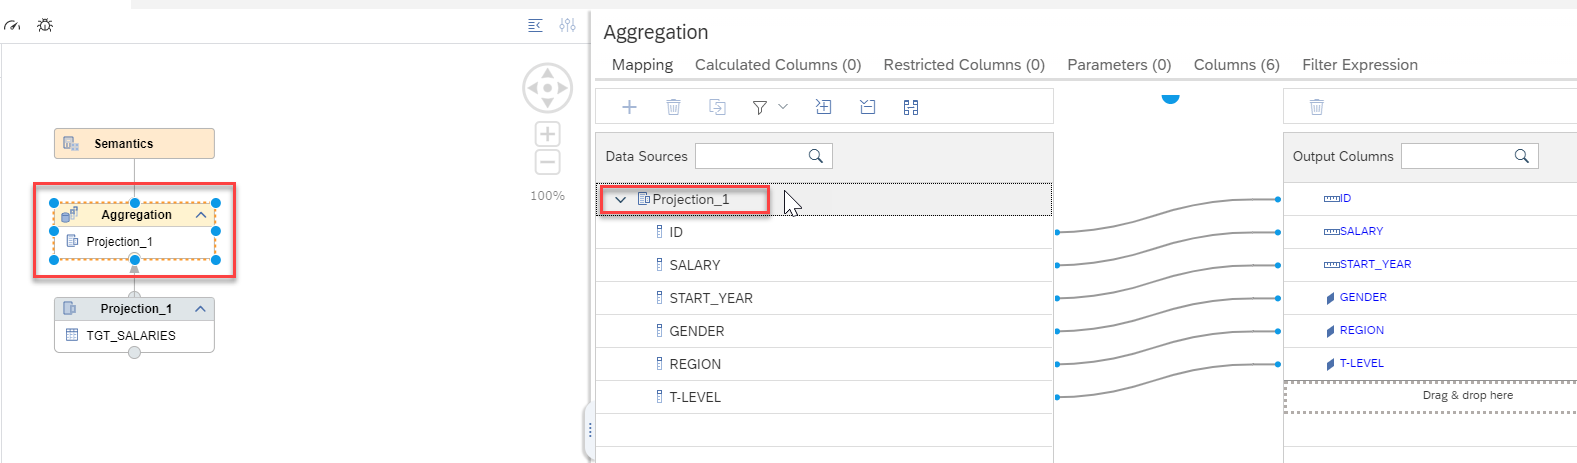 Semantics
Aggregation
Projection_1
Projection_1
TGT_SALARIES
100%
Aggregation
Mapping Calculated Columns (0) Restricted Columns (0) Parameters (0) Columns (6) Filter Expression
Data Sources
Projection_1
ID
SALARY
START_YEAR
GENDER
REGION
T-LEVEL
Output Columns
ID
SALARY
START_YEAR
GENDER
REGION
T-LEVEL
Drag & drop here